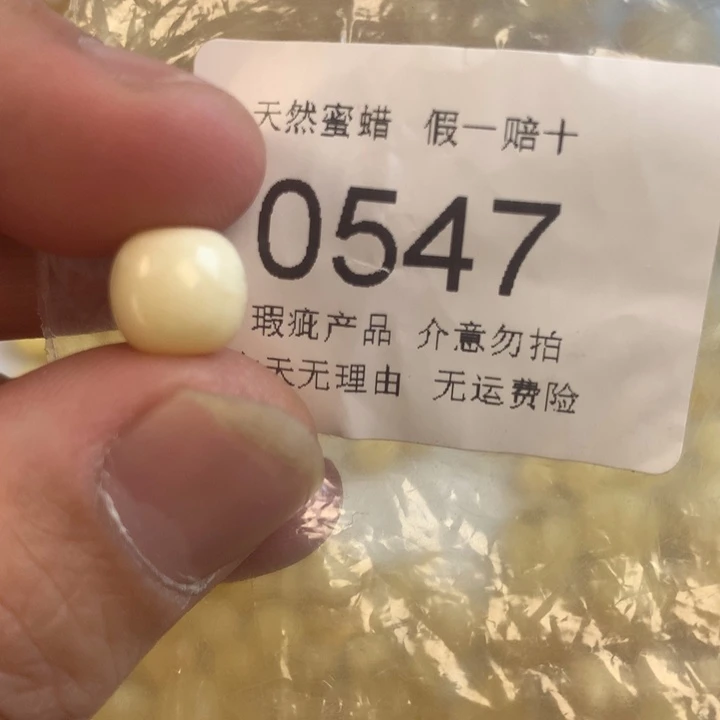 天然蜜蜡 假一赔十
0547
瑕疵产品 介意勿拍
天无理由 无运费险